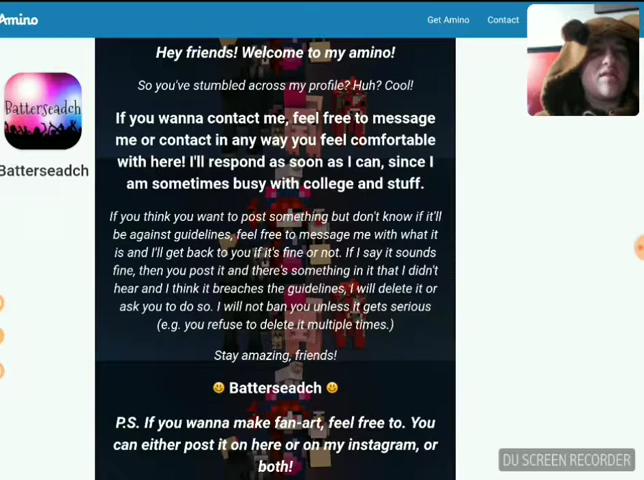 Amino
Get Amino Contact
Hey friends! Welcome to my amino!
So you've stumbled across my profile? Huh? Cool!
Batterseadch
If you wanna contact me, feel free to message
me or contact in any way you feel comfortable
with here! I'll respond as soon as I can, since I
am sometimes busy with college and stuff.
Batterseadch
If you think you want to post something but don't know if it'll
be against guidelines, feel free to message me with what it
is and I'll get back to you if it's fine or not. If I say it sounds
fine, then you post it and there's something in it that I didn't
hear and I think it breaches the guidelines, I will delete it or
ask you to do so. I will not ban you unless it gets serious
(e.g. you refuse to delete it multiple times.)
Stay amazing, friends!
😀 Batterseadch 😀
P.S. If you wanna make fan-art, feel free to. You
can either post it on here or on my instagram, or
both!
DU SCREEN RECORDER